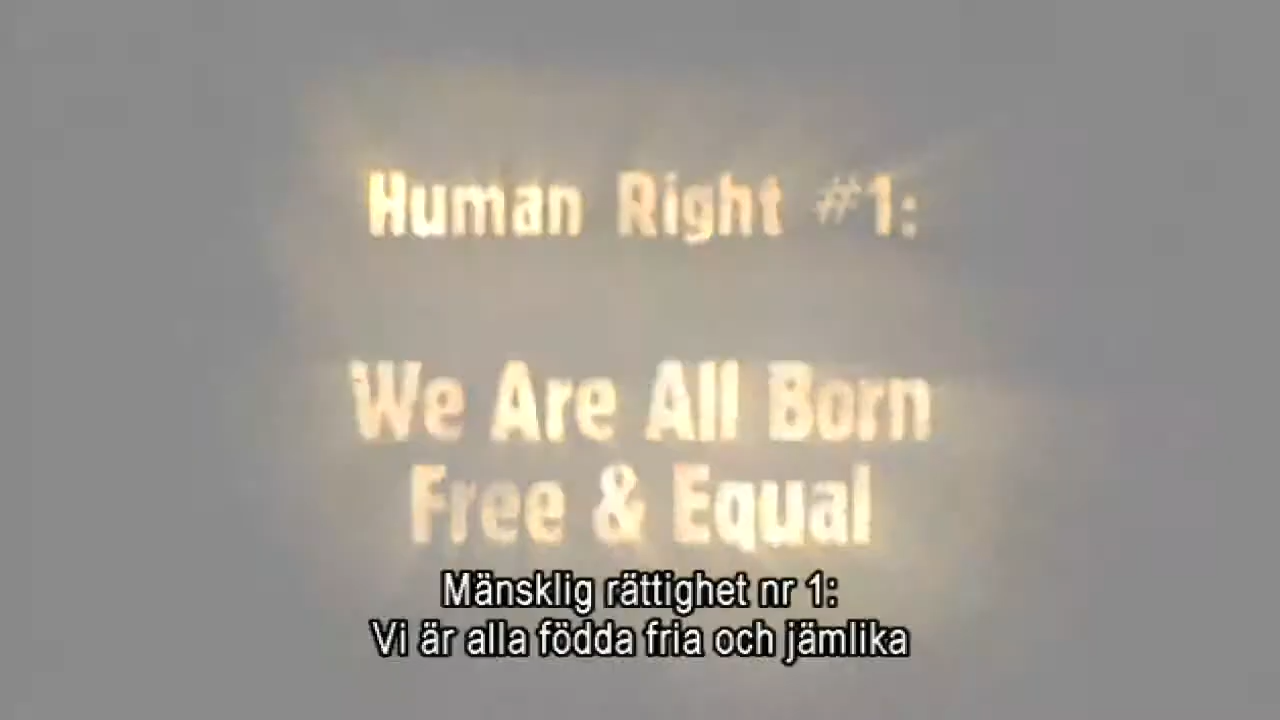 Human Right #1:
We Are All Born
Free & Equal
Mänsklig rättighet nr 1:
Vi är alla födda fria och jämlika